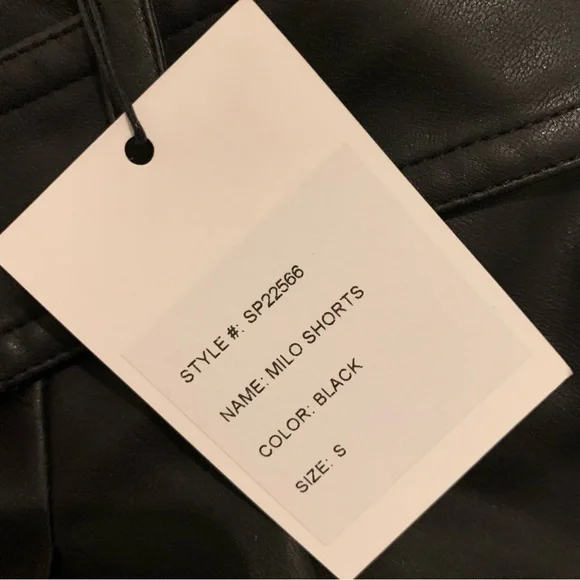 STYLE #: SP22566
NAME: MILO SHORTS
COLOR: BLACK
SIZE: S